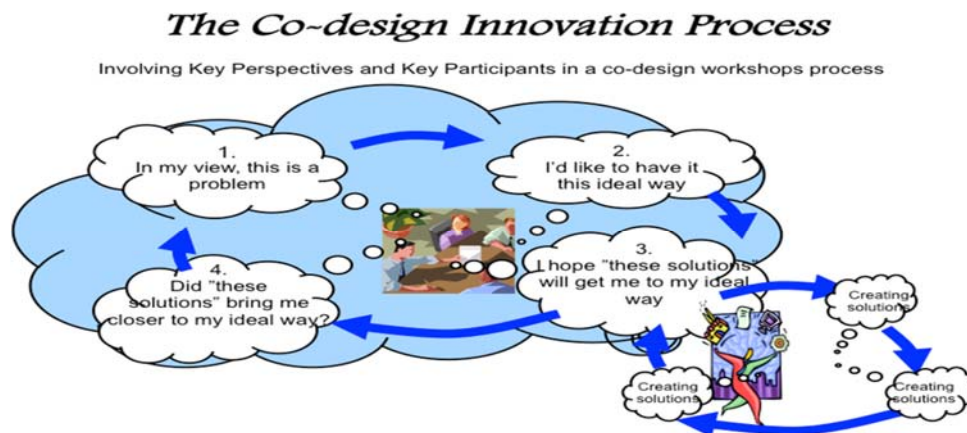 The Co-design Innovation Process
Involving Key Perspectives and Key Participants in a co-design workshops process
1.
In my view, this is a
problem
2.
I'd like to have it
this ideal way
3.
I hope "these solutions"
will get me to my ideal
way
4.
Did "these
solutions" bring me
closer to my ideal way?
Creating
solutions
Creating
solutions
Creating
solutions